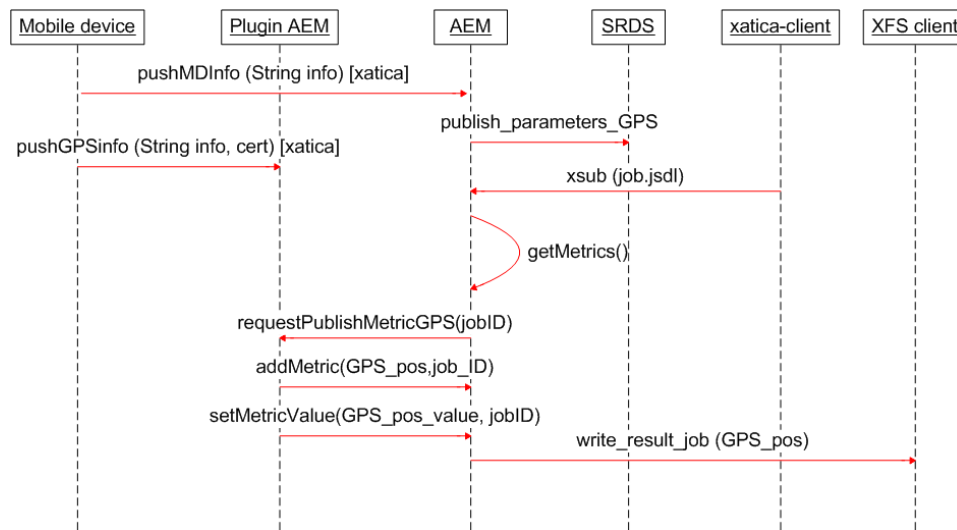 Mobile device
Plugin AEM
AEM
SRDS
xatica-client
XFS client
pushMDInfo (String info) [xatica]
publish_parameters_GPS
pushGPSinfo (String info, cert) [xatica]
xsub (job.jsdl)
getMetrics()
requestPublishMetricGPS(jobID)
addMetric(GPS_pos,job_ID)
setMetricValue(GPS_pos_value, jobID)
write_result_job (GPS_pos)